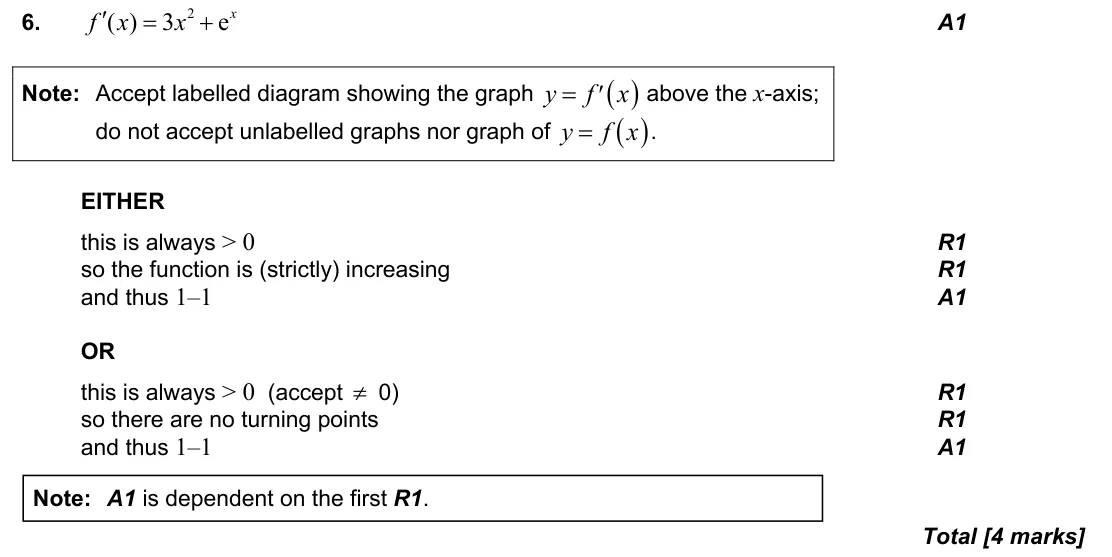 6. f′(x) = 3x² + eˣ A1
Note: Accept labelled diagram showing the graph y = f′(x) above the x-axis;
do not accept unlabelled graphs nor graph of y = f(x).
EITHER
this is always > 0 R1
so the function is (strictly) increasing R1
and thus 1–1 A1
OR
this is always > 0 (accept ≠ 0) R1
so there are no turning points R1
and thus 1–1 A1
Note: A1 is dependent on the first R1.
Total [4 marks]